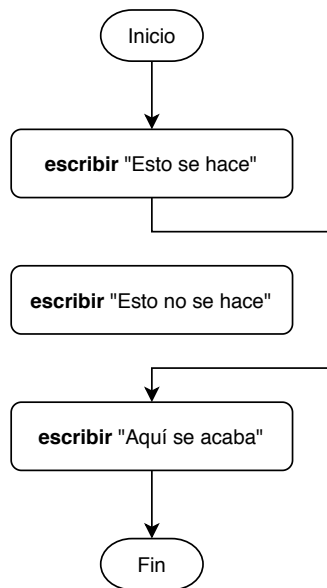 Inicio
escribir "Esto se hace"
escribir "Esto no se hace"
escribir "Aquí se acaba"
Fin